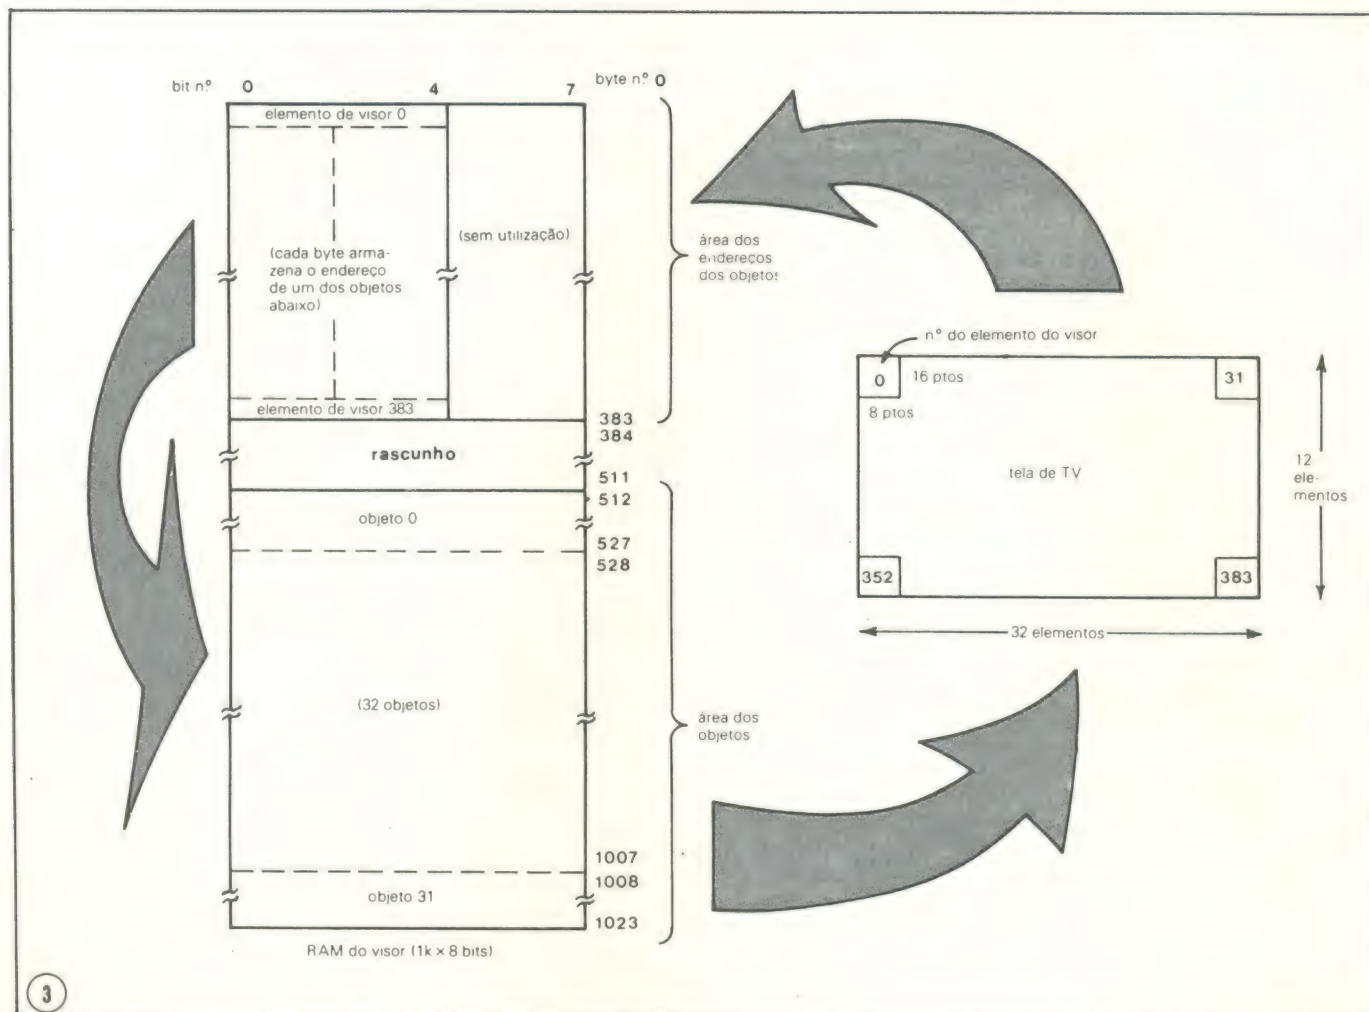 bit nº 0 4 7 byte nº 0
elemento de visor 0
(cada byte arma-
zena o endereço
de um dos objetos
abaixo)
(sem utilização)
área dos
endereços
dos objetos
elemento de visor 383
383
384
rascunho
511
512
objeto 0
527
528
(32 objetos)
área dos
objetos
1007
1008
objeto 31
1023
RAM do visor (1k × 8 bits)
nº do elemento do visor
0 16 ptos 31
8 ptos
tela de TV
12
ele-
mentos
352 383
32 elementos
3